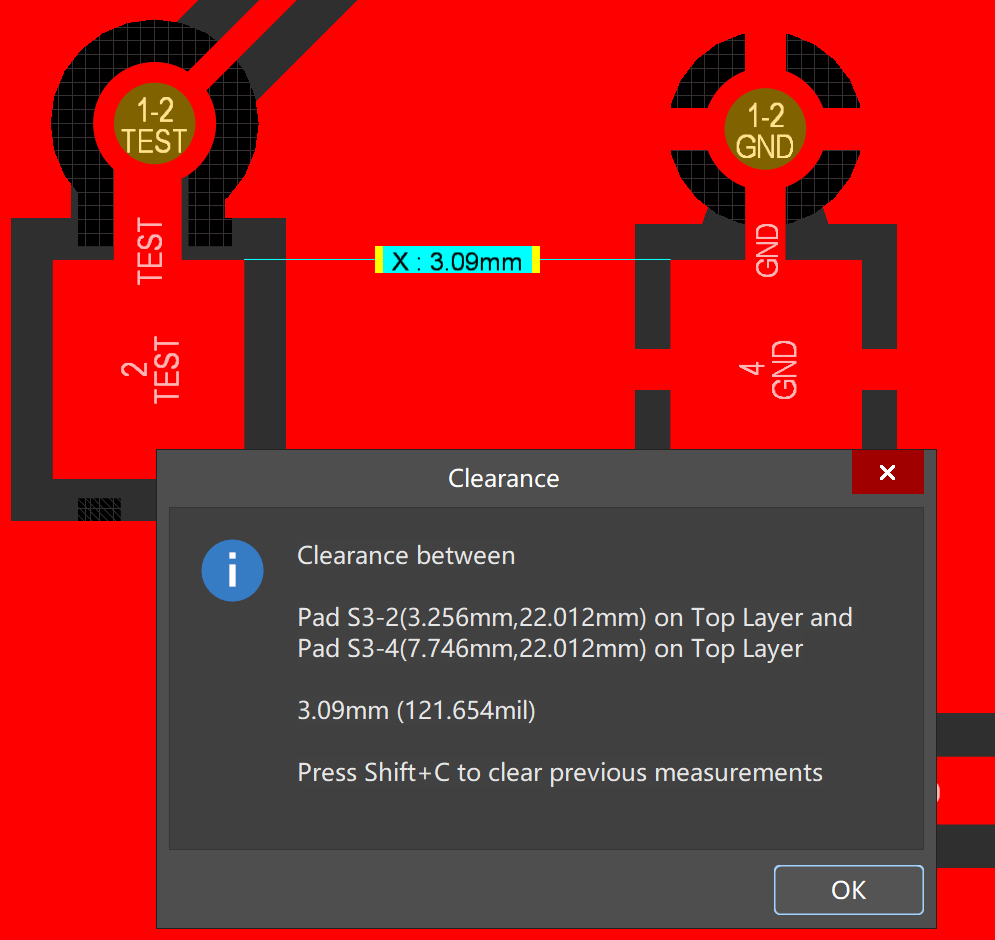 1-2
TEST
1-2
GND
TEST
GND
X : 3.09mm
2
TEST
4
GND
Clearance
Clearance between
Pad S3-2(3.256mm,22.012mm) on Top Layer and
Pad S3-4(7.746mm,22.012mm) on Top Layer
3.09mm (121.654mil)
Press Shift+C to clear previous measurements
OK